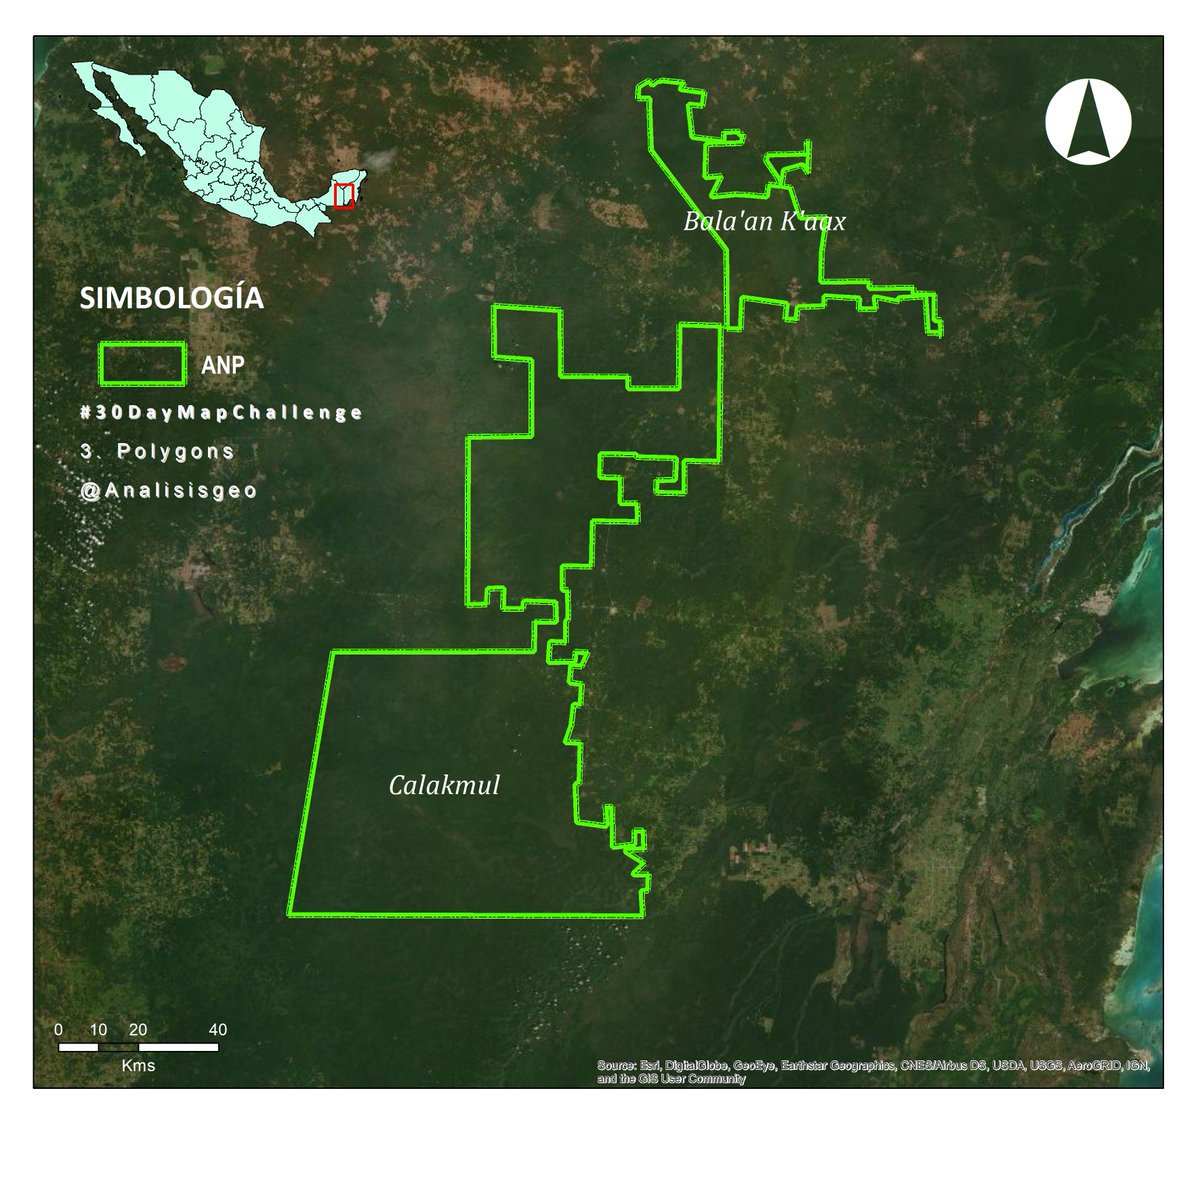 Bala'an K'aax
SIMBOLOGÍA
ANP
#30DayMapChallenge
3. Polygons
@Analisisgeo
Calakmul
0 10 20 40
Kms
Source: Esri, DigitalGlobe, GeoEye, Earthstar Geographics, CNES/Airbus DS, USDA, USGS, AeroGRID, IGN,
and the GIS User Community